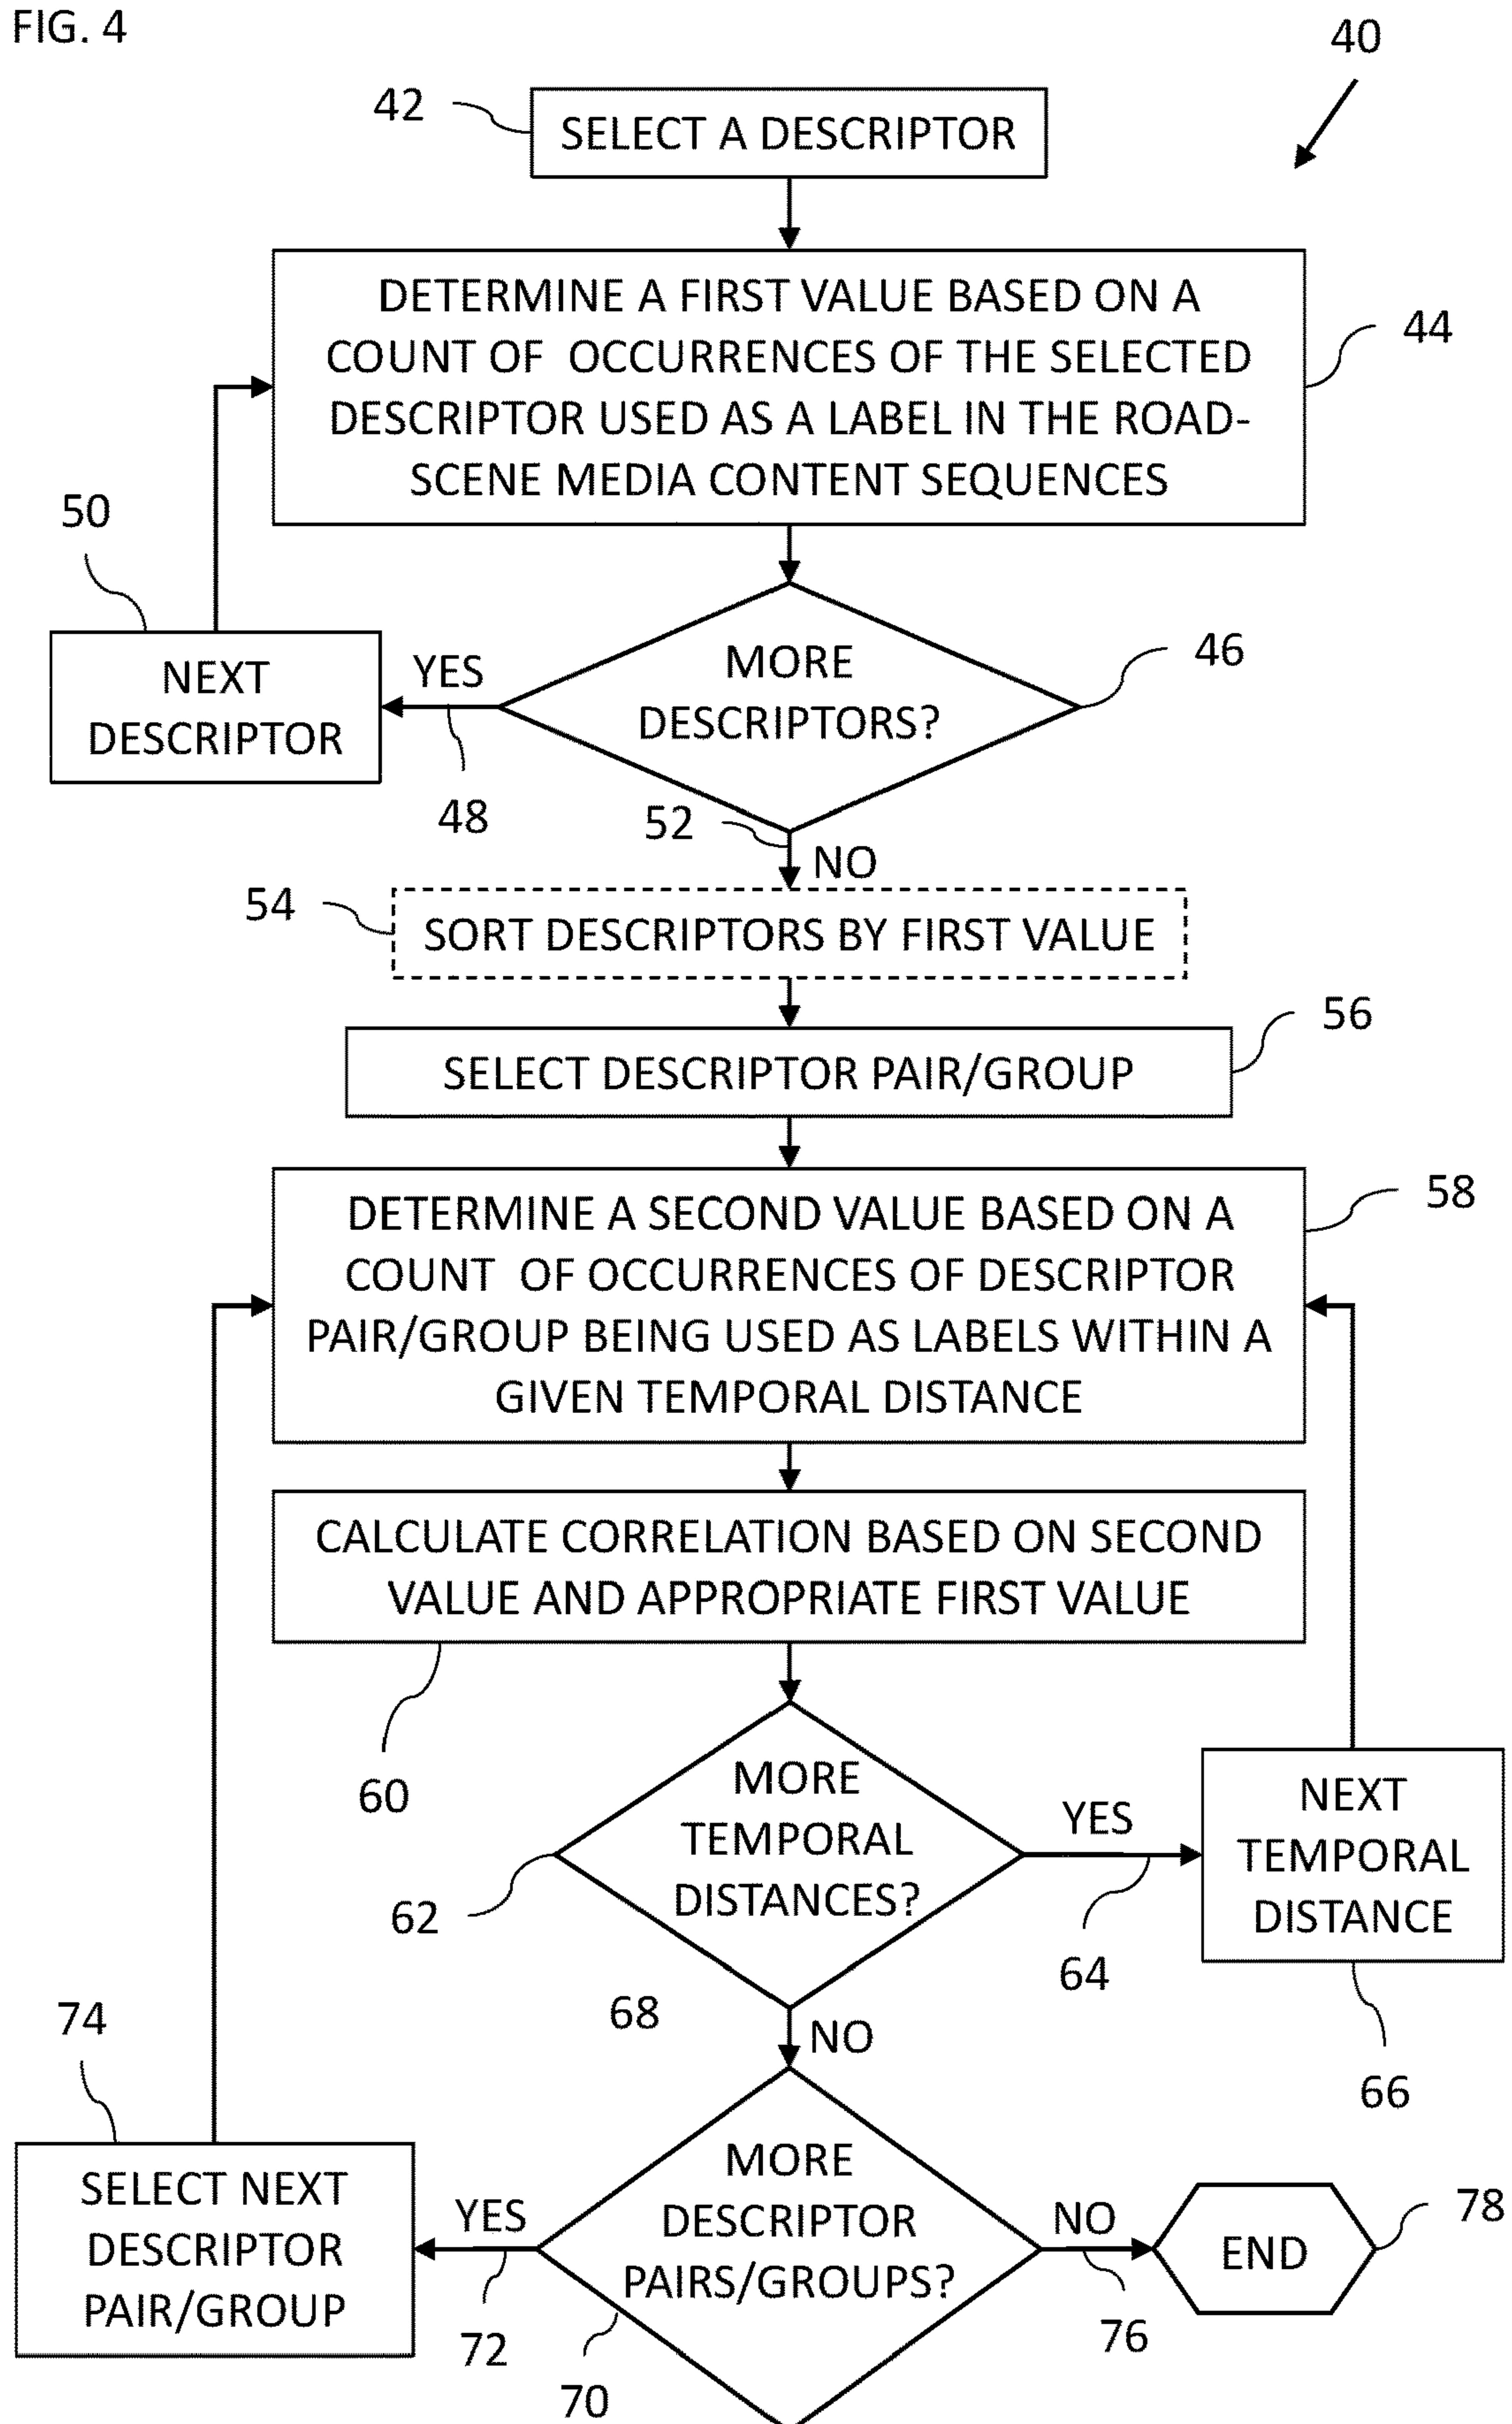 FIG. 4
40
42
SELECT A DESCRIPTOR
DETERMINE A FIRST VALUE BASED ON A
COUNT OF OCCURRENCES OF THE SELECTED
DESCRIPTOR USED AS A LABEL IN THE ROAD-
SCENE MEDIA CONTENT SEQUENCES
44
50
NEXT
DESCRIPTOR
YES
48
MORE
DESCRIPTORS?
46
52
NO
54
SORT DESCRIPTORS BY FIRST VALUE
56
SELECT DESCRIPTOR PAIR/GROUP
58
DETERMINE A SECOND VALUE BASED ON A
COUNT OF OCCURRENCES OF DESCRIPTOR
PAIR/GROUP BEING USED AS LABELS WITHIN A
GIVEN TEMPORAL DISTANCE
CALCULATE CORRELATION BASED ON SECOND
VALUE AND APPROPRIATE FIRST VALUE
60
MORE
TEMPORAL
DISTANCES?
62
YES
64
NEXT
TEMPORAL
DISTANCE
66
68
NO
74
SELECT NEXT
DESCRIPTOR
PAIR/GROUP
YES
72
MORE
DESCRIPTOR
PAIRS/GROUPS?
70
NO
76
END
78